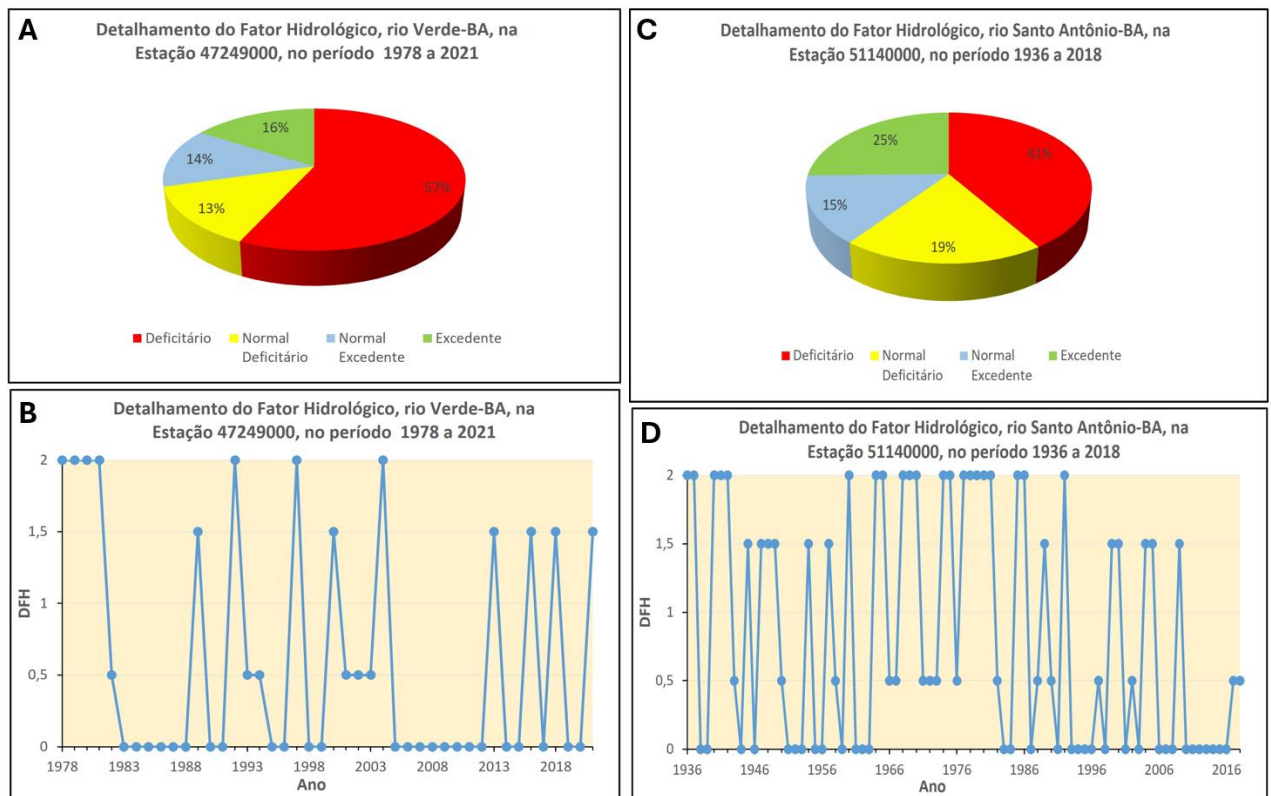 A
Detalhamento do Fator Hidrológico, rio Verde-BA, na
Estação 47249000, no período 1978 a 2021
16%
14%
57%
13%
Deficitário
Normal
Deficitário
Normal
Excedente
Excedente
B
Detalhamento do Fator Hidrológico, rio Verde-BA, na
Estação 47249000, no período 1978 a 2021
2
1,5
1
0,5
0
DFH
1978 1983 1988 1993 1998 2003 2008 2013 2018
Ano
C
Detalhamento do Fator Hidrológico, rio Santo Antônio-BA, na
Estação 51140000, no período 1936 a 2018
25%
41%
15%
19%
Deficitário
Normal
Deficitário
Normal
Excedente
Excedente
D
Detalhamento do Fator Hidrológico, rio Santo Antônio-BA, na
Estação 51140000, no período 1936 a 2018
2
1,5
1
0,5
0
DFH
1936 1946 1956 1966 1976 1986 1996 2006 2016
Ano